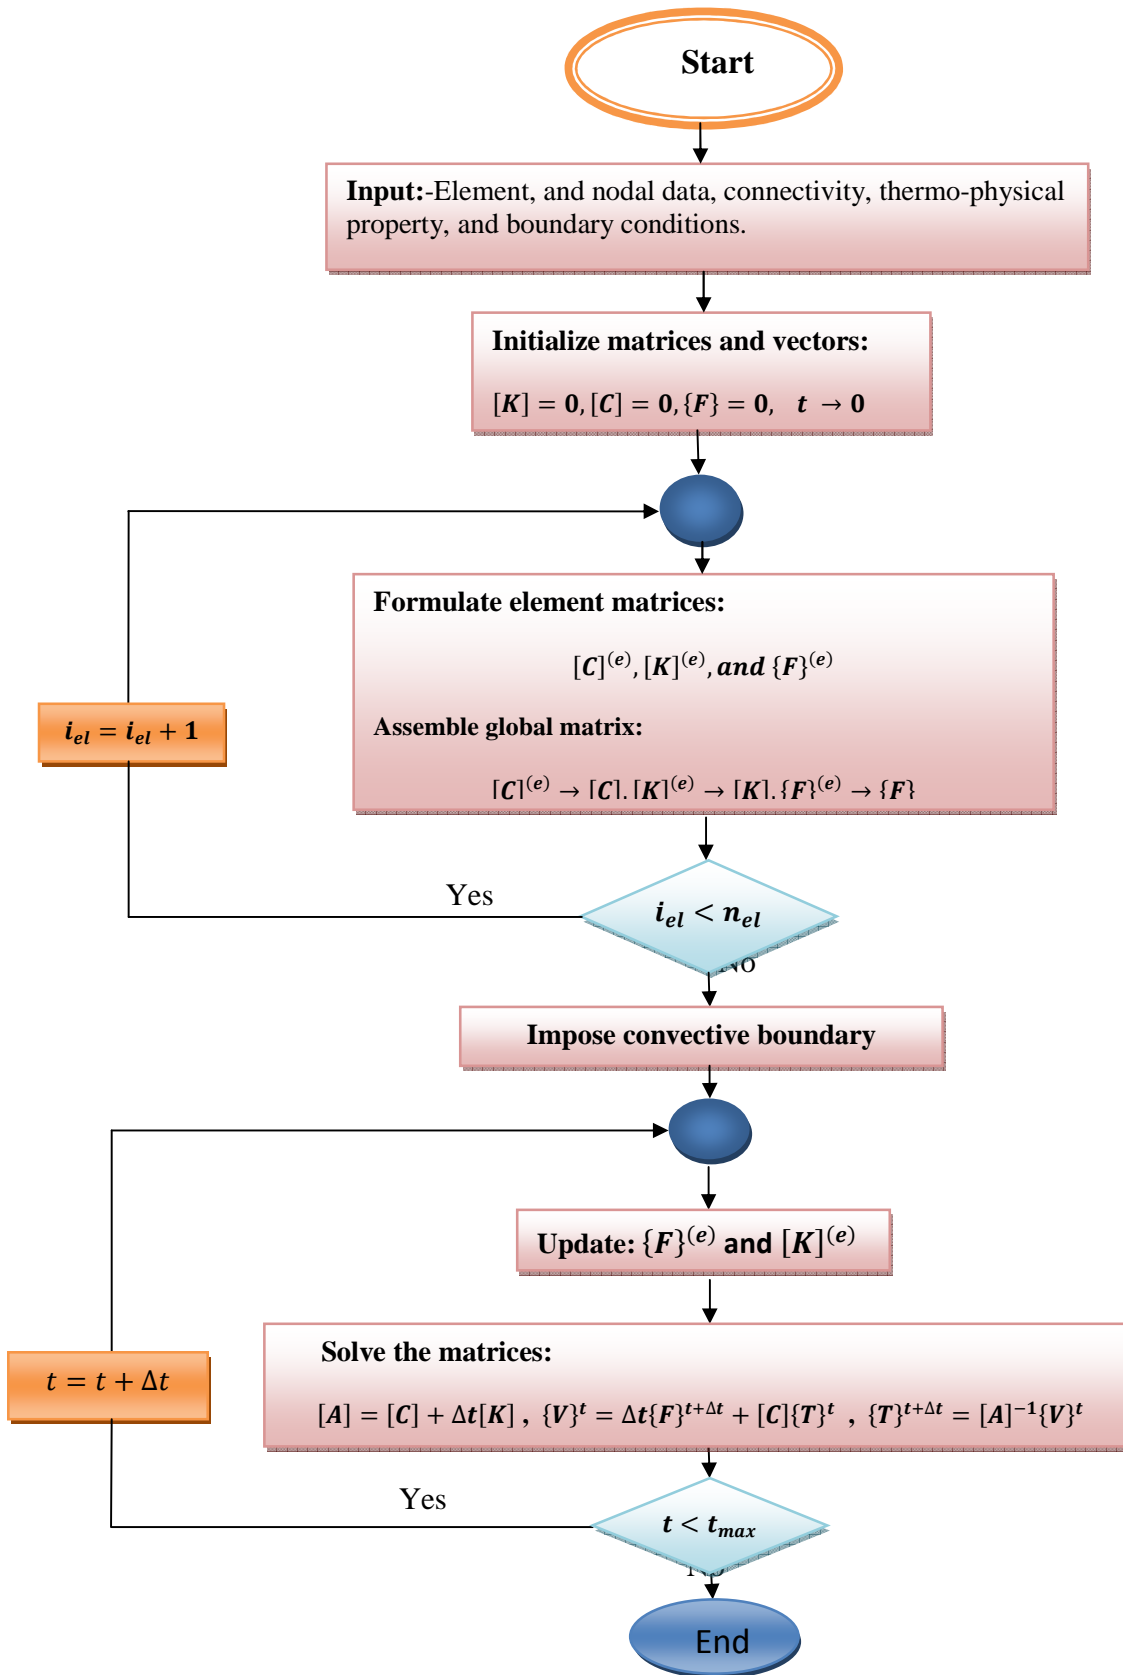 Start
Input:-Element, and nodal data, connectivity, thermo-physical
property, and boundary conditions.
Initialize matrices and vectors:
[K] = 0, [C] = 0, {F} = 0, t → 0
Formulate element matrices:
[C]^(e), [K]^(e), and {F}^(e)
Assemble global matrix:
[C]^(e) → [C], [K]^(e) → [K], {F}^(e) → {F}
i_el = i_el + 1
Yes
i_el < n_el
No
Impose convective boundary
Update: {F}^(e) and [K]^(e)
Solve the matrices:
[A] = [C] + Δt[K] , {V}^t = Δt{F}^t+Δt + [C]{T}^t , {T}^t+Δt = [A]^−1{V}^t
t = t + Δt
Yes
t < t_max
No
End